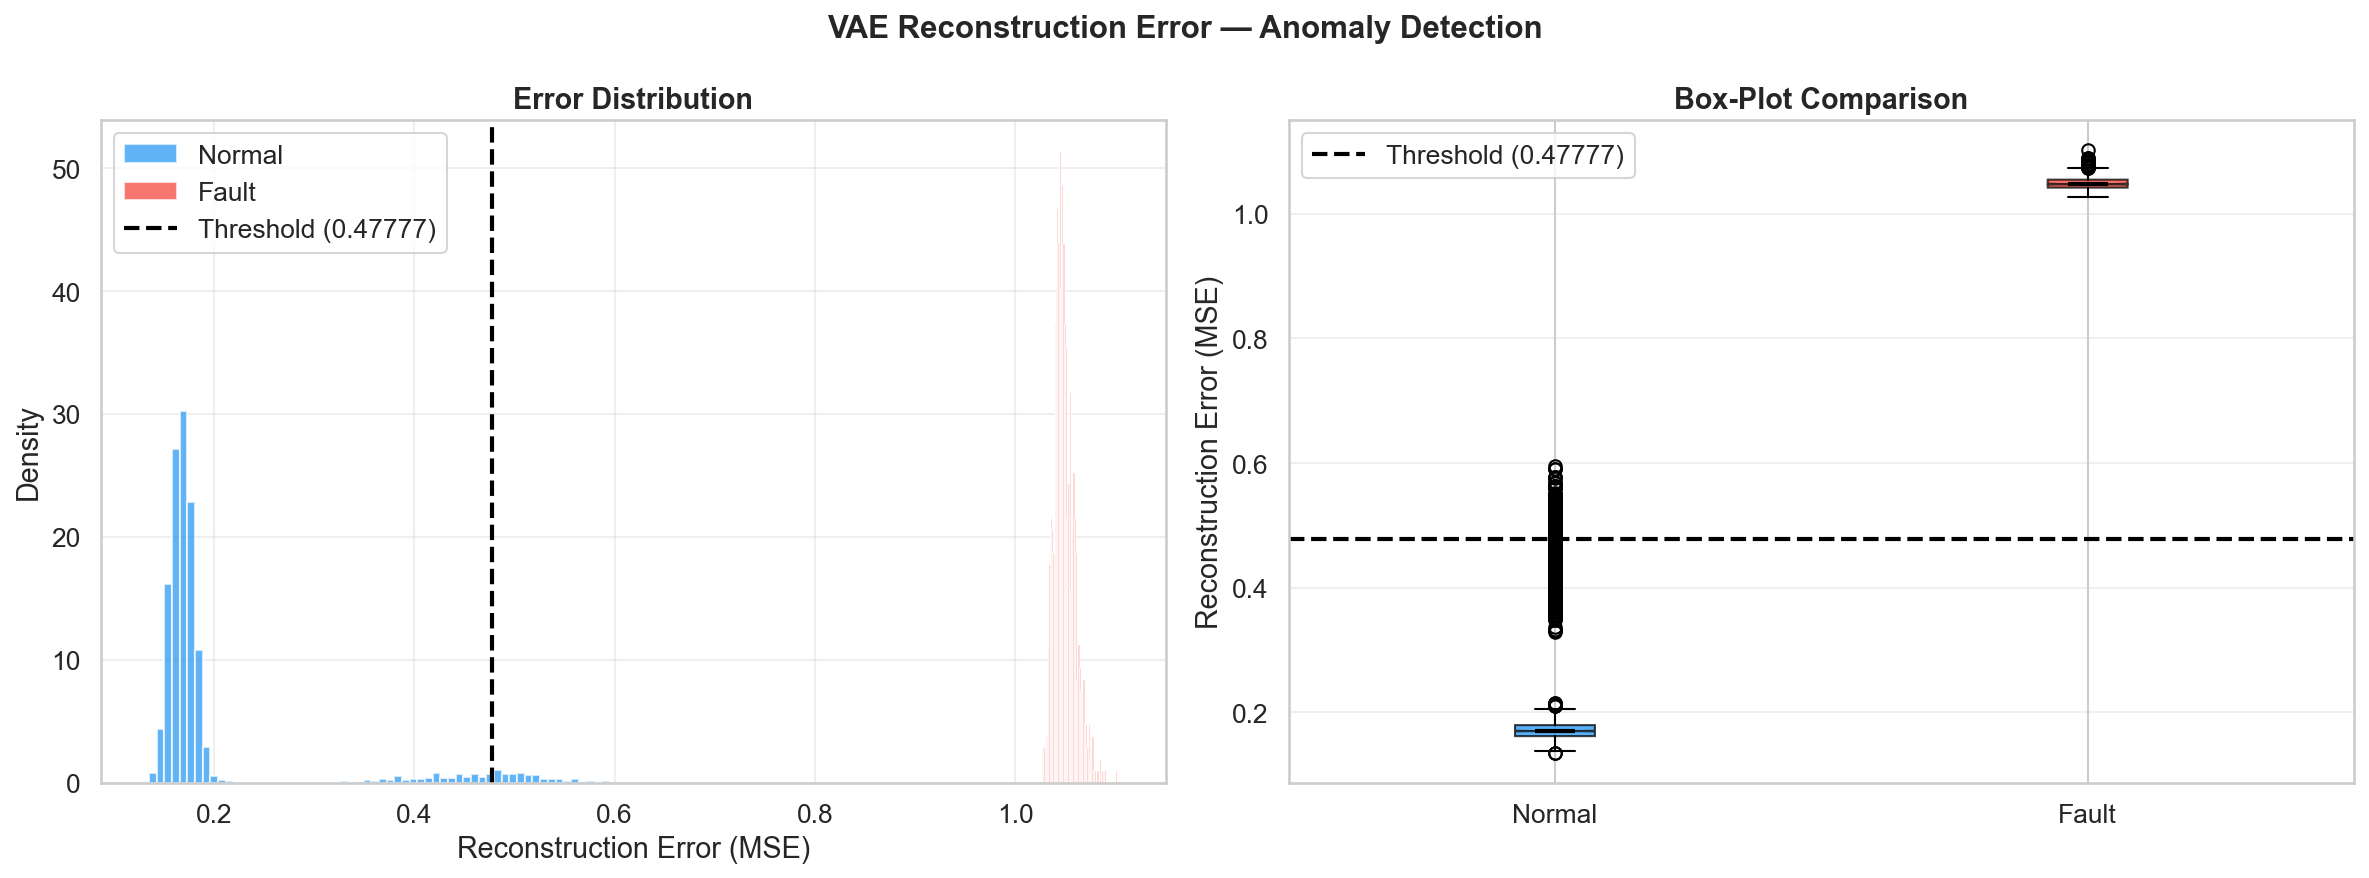 VAE Reconstruction Error — Anomaly Detection
Error Distribution
Normal
Fault
Threshold (0.47777)
Density
50
40
30
20
10
0
0.2
0.4
0.6
0.8
1.0
Reconstruction Error (MSE)
Box-Plot Comparison
Threshold (0.47777)
Reconstruction Error (MSE)
1.0
0.8
0.6
0.4
0.2
Normal
Fault